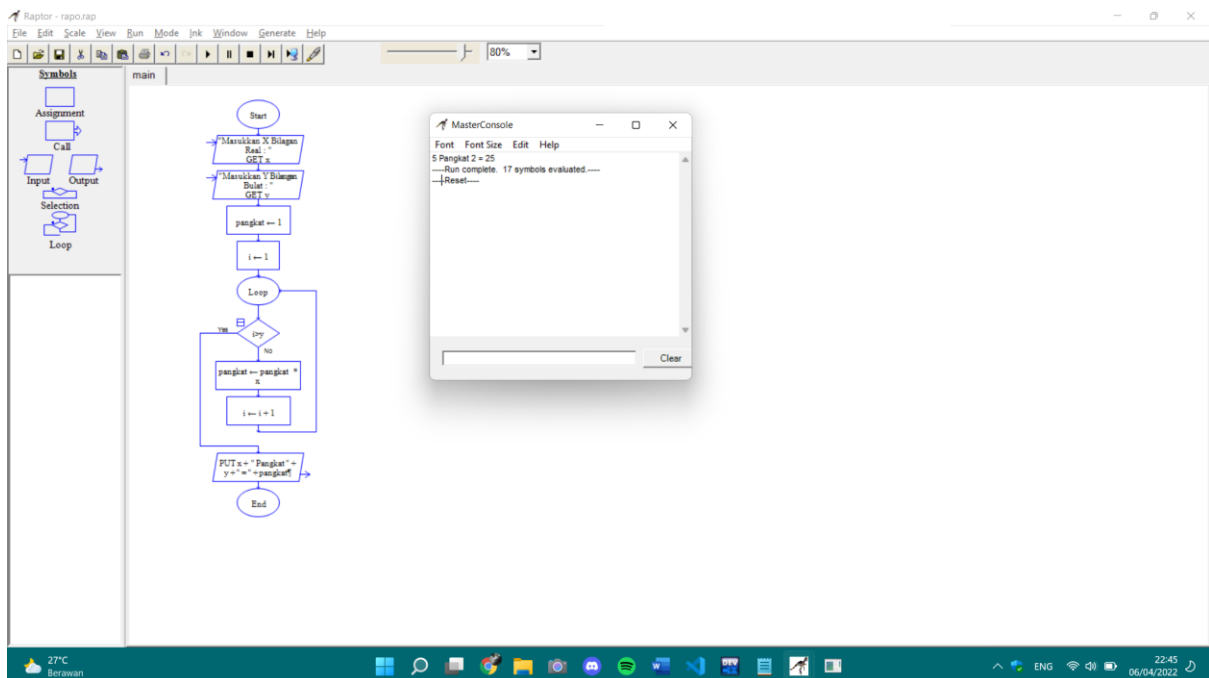 Raptor - rapo.rap
File Edit Scale View Run Mode Ink Window Generate Help
80%
Symbols
main
Assignment
Call
Input Output
Selection
Loop
Start
"Masukkan X Bilagan
Real : "
GET x
"Masukkan Y Bilangan
Bulat : "
GET y
pangkat ← 1
i ← 1
Loop
Yes
i>y
No
pangkat ← pangkat *
x
i ← i + 1
PUT x + " Pangkat " +
y + " = " + pangkat¶
End
MasterConsole
Font Font Size Edit Help
5 Pangkat 2 = 25
----Run complete. 17 symbols evaluated.----
----Reset----
Clear
27°C
Berawan
ENG
22:45
06/04/2022